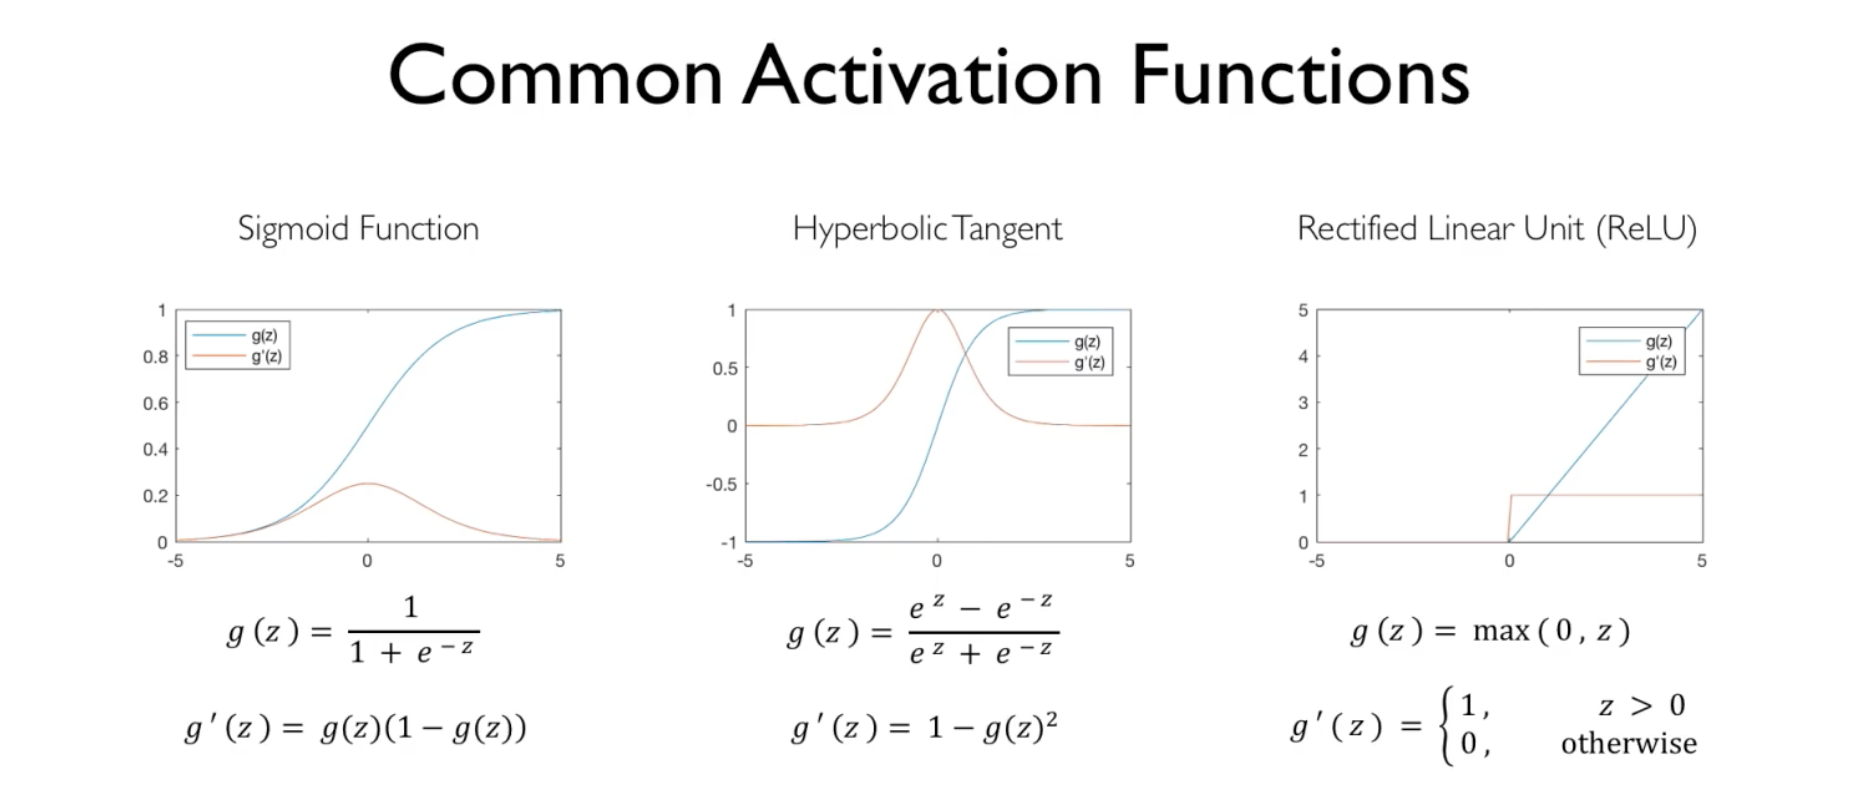 Common Activation Functions
Sigmoid Function
1
0.8
0.6
0.4
0.2
0
-5
0
5
g(z)
g'(z)
g(z) = 1 / (1 + e^{-z})
g'(z) = g(z)(1 − g(z))
Hyperbolic Tangent
1
0.5
0
-0.5
-1
-5
0
5
g(z)
g'(z)
g(z) = (e^z − e^{-z}) / (e^z + e^{-z})
g'(z) = 1 − g(z)²
Rectified Linear Unit (ReLU)
5
4
3
2
1
0
-5
0
5
g(z)
g'(z)
g(z) = max(0, z)
g'(z) = { 1, z > 0
0, otherwise